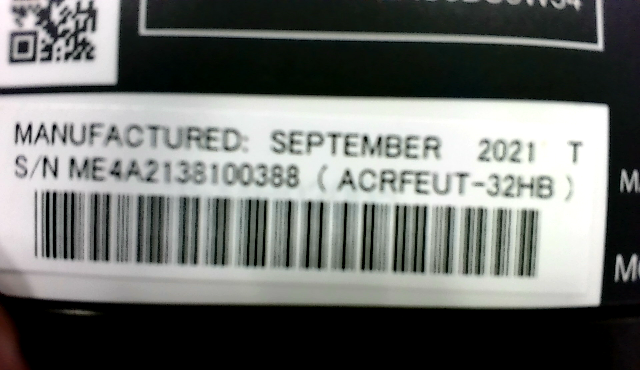 MANUFACTURED: SEPTEMBER 2021 T
S/N ME4A2138100388 ( ACRFEUT-32HB )